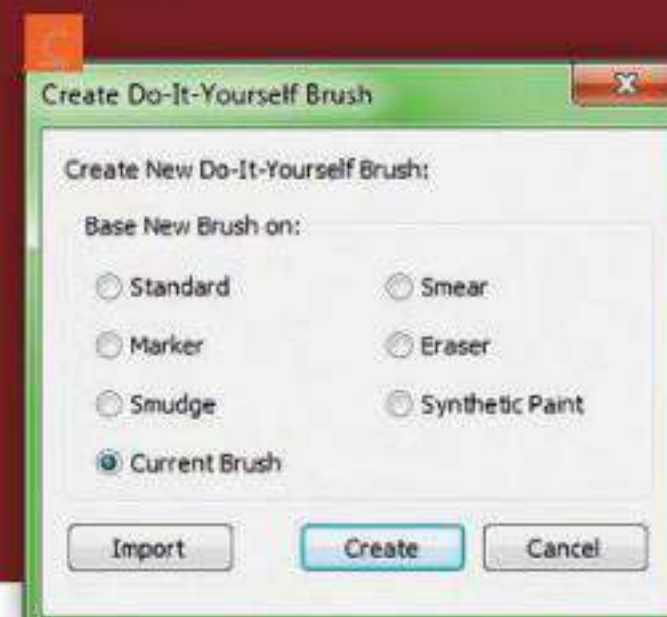 C
Create Do-It-Yourself Brush
Create New Do-It-Yourself Brush:
Base New Brush on:
Standard
Smear
Marker
Eraser
Smudge
Synthetic Paint
Current Brush
Import
Create
Cancel